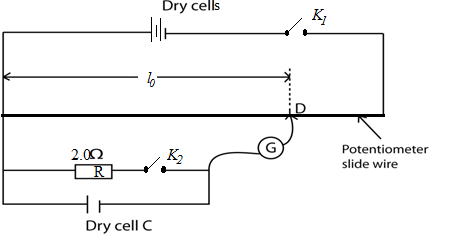 Dry cells
K1
l0
D
2.0Ω
K2
G
R
Potentiometer
slide wire
Dry cell C